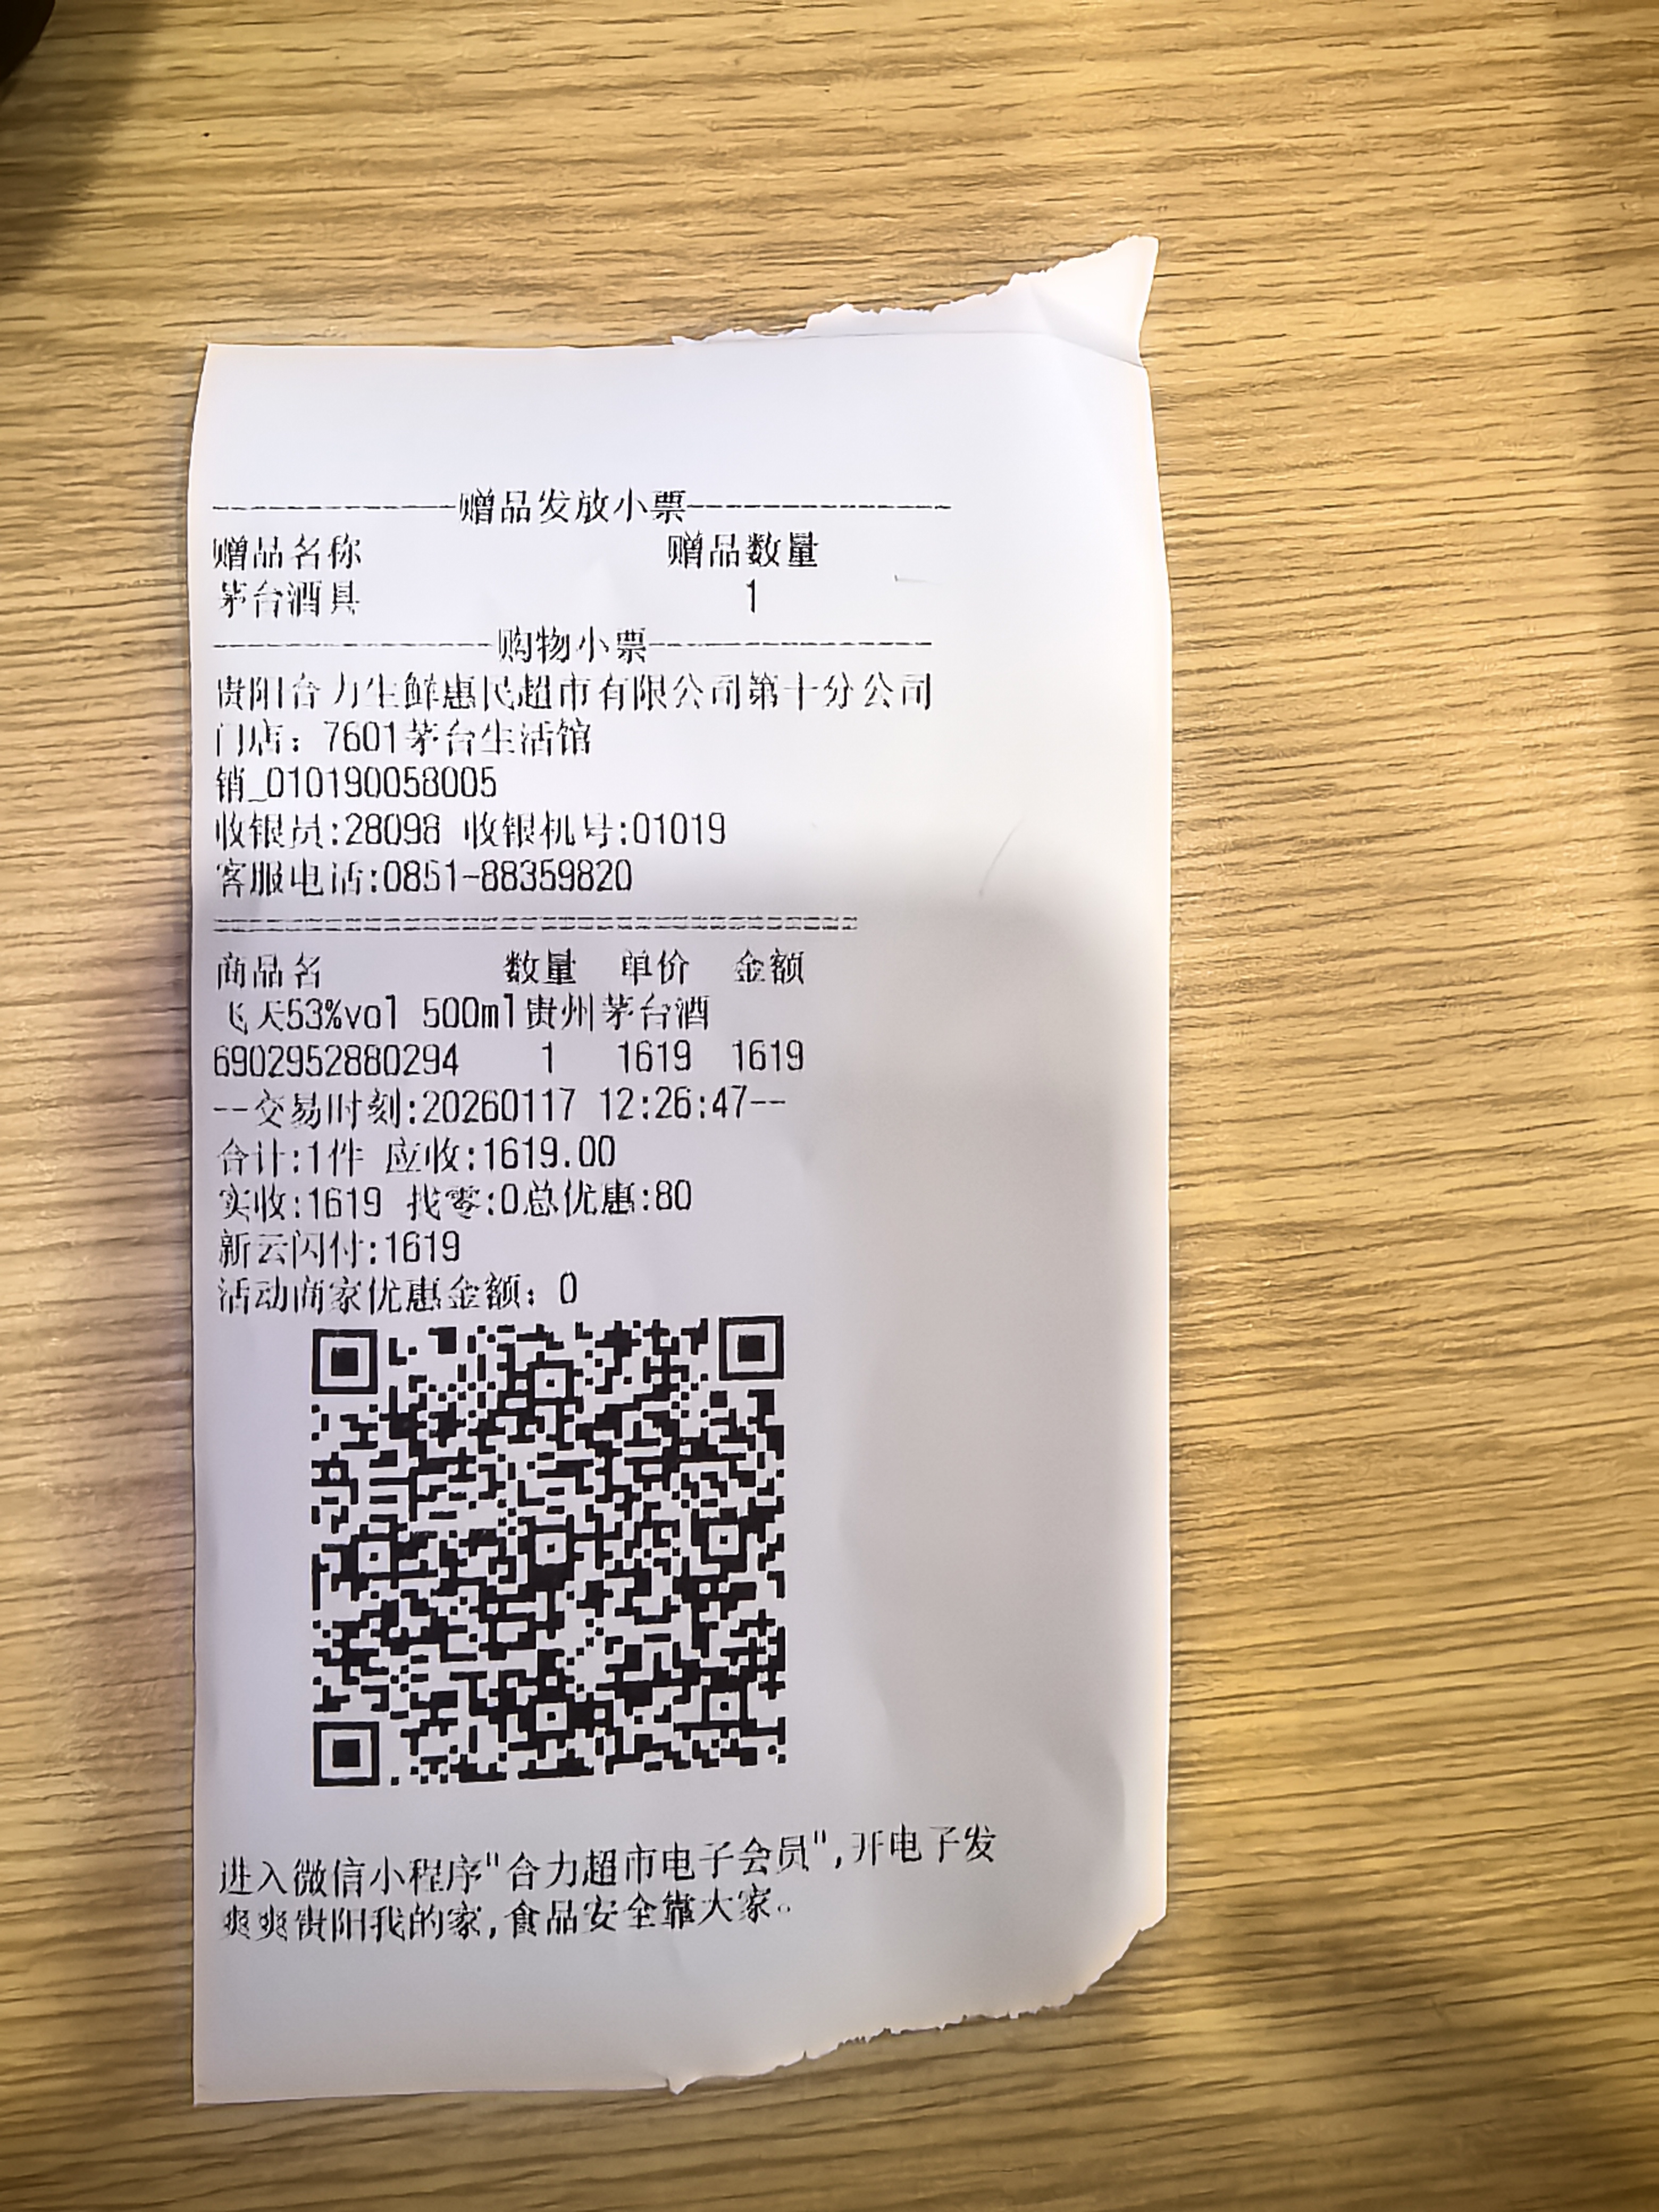 ------------赠品发放小票-------------
赠品名称 赠品数量
茅台酒具 1
--------------购物小票--------------
贵阳合力生鲜惠民超市有限公司第十分公司
门店：7601茅台生活馆
销_010190058005
收银员:28098 收银机号:01019
客服电话:0851-88359820
==================================
商品名 数量 单价 金额
飞天53%vol 500ml贵州茅台酒
6902952880294 1 1619 1619
--交易时刻:20260117 12:26:47--
合计:1件 应收:1619.00
实收:1619 找零:0总优惠:80
新云闪付:1619
活动商家优惠金额：0
进入微信小程序"合力超市电子会员",开电子发
爽爽贵阳我的家,食品安全靠大家。